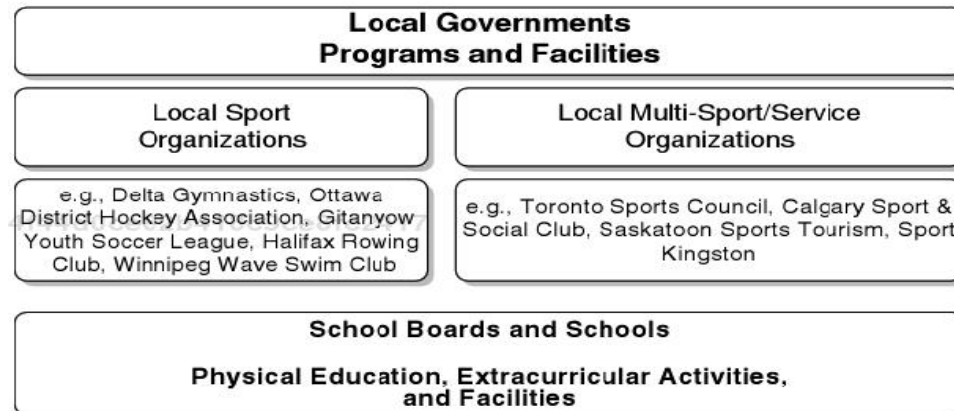 Local Governments
Programs and Facilities
Local Sport
Organizations
Local Multi-Sport/Service
Organizations
e.g., Delta Gymnastics, Ottawa
District Hockey Association, Gitanyow
Youth Soccer League, Halifax Rowing
Club, Winnipeg Wave Swim Club
e.g., Toronto Sports Council, Calgary Sport &
Social Club, Saskatoon Sports Tourism, Sport
Kingston
School Boards and Schools
Physical Education, Extracurricular Activities,
and Facilities